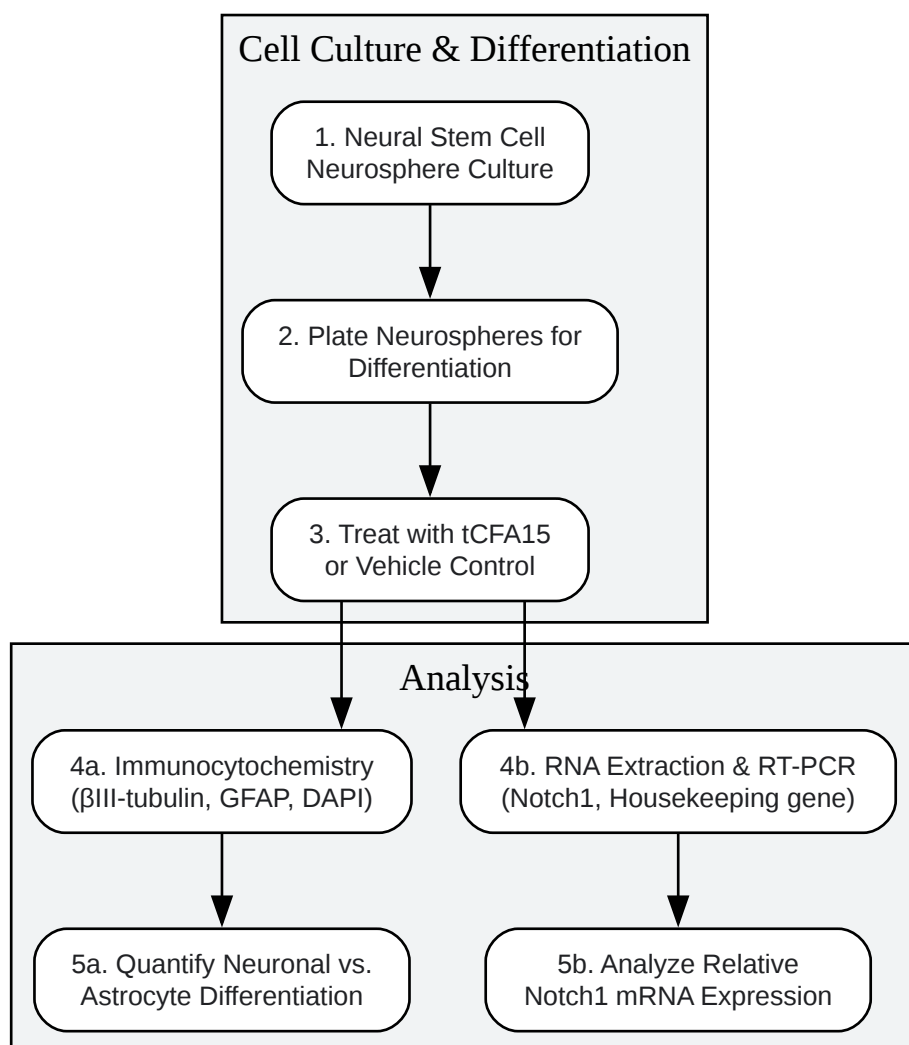 Cell Culture & Differentiation
1. Neural Stem Cell
Neurosphere Culture
2. Plate Neurospheres for
Differentiation
3. Treat with tCFA15
or Vehicle Control
Analysis
4a. Immunocytochemistry
(βIII-tubulin, GFAP, DAPI)
4b. RNA Extraction & RT-PCR
(Notch1, Housekeeping gene)
5a. Quantify Neuronal vs.
Astrocyte Differentiation
5b. Analyze Relative
Notch1 mRNA Expression